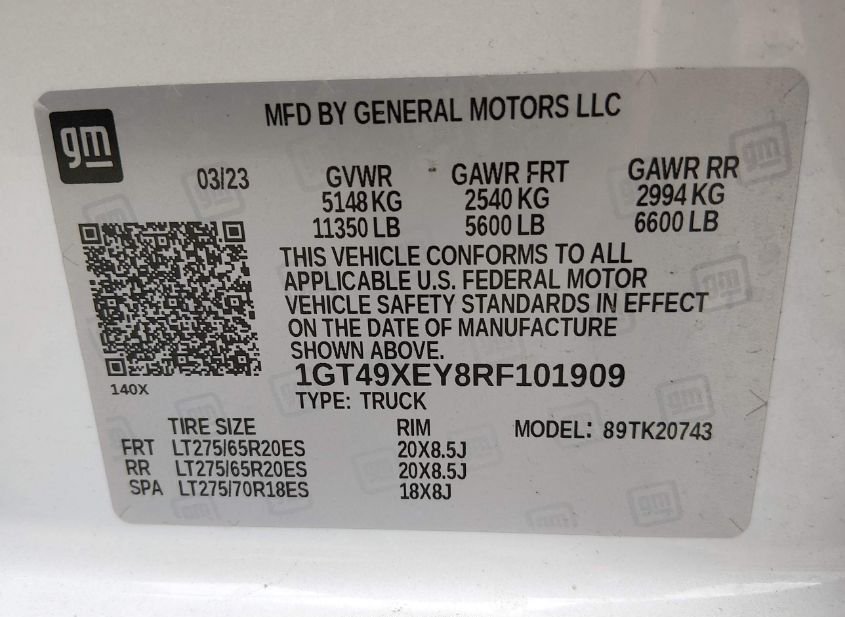 gm
MFD BY GENERAL MOTORS LLC
03/23 GVWR GAWR FRT GAWR RR
5148 KG 2540 KG 2994 KG
11350 LB 5600 LB 6600 LB
THIS VEHICLE CONFORMS TO ALL
APPLICABLE U.S. FEDERAL MOTOR
VEHICLE SAFETY STANDARDS IN EFFECT
ON THE DATE OF MANUFACTURE
SHOWN ABOVE.
140X
1GT49XEY8RF101909
TYPE: TRUCK
TIRE SIZE RIM MODEL: 89TK20743
FRT LT275/65R20ES 20X8.5J
RR LT275/65R20ES 20X8.5J
SPA LT275/70R18ES 18X8J